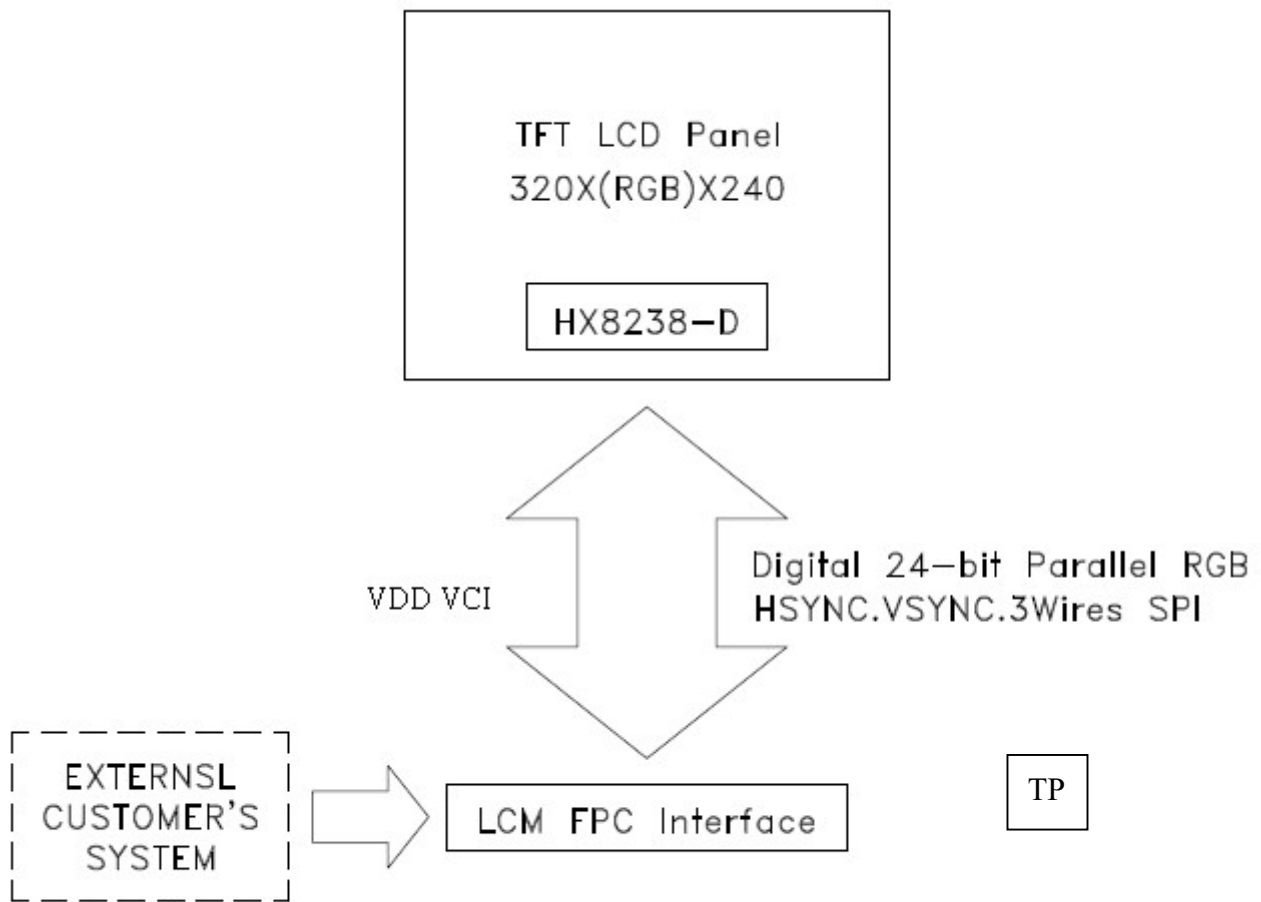 TFT LCD Panel
320X(RGB)X240
HX8238-D
VDD VCI
Digital 24-bit Parallel RGB
HSYNC.VSYNC.3Wires SPI
EXTERNSL
CUSTOMER'S
SYSTEM
LCM FPC Interface
TP